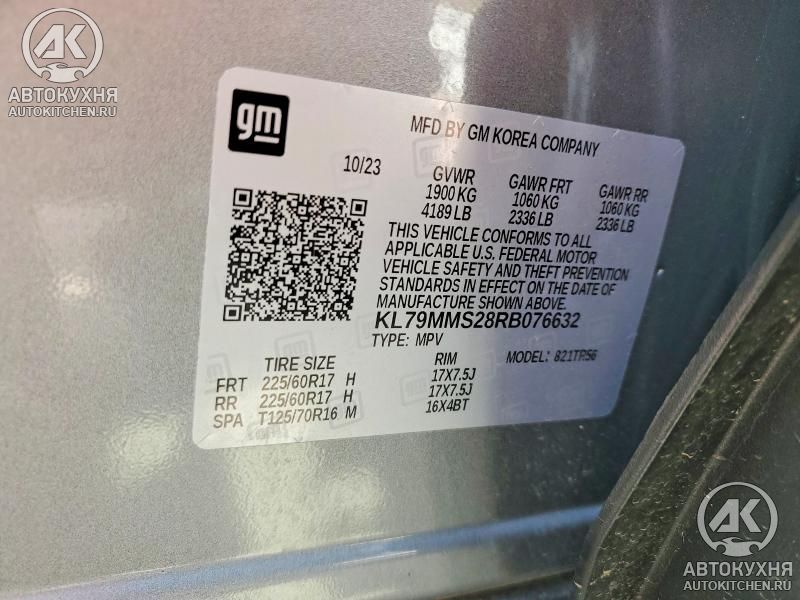 АВТОКУХНЯ
AUTOKITCHEN.RU
gm
MFD BY GM KOREA COMPANY
10/23
GVWR GAWR FRT GAWR RR
1900 KG 1060 KG 1060 KG
4189 LB 2336 LB 2336 LB
THIS VEHICLE CONFORMS TO ALL
APPLICABLE U.S. FEDERAL MOTOR
VEHICLE SAFETY AND THEFT PREVENTION
STANDARDS IN EFFECT ON THE DATE OF
MANUFACTURE SHOWN ABOVE.
KL79MMS28RB076632
TYPE: MPV MODEL: 821TR56
TIRE SIZE RIM
FRT 225/60R17 H 17X7.5J
RR 225/60R17 H 17X7.5J
SPA T125/70R16 M 16X4BT
АВТОКУХНЯ
AUTOKITCHEN.RU